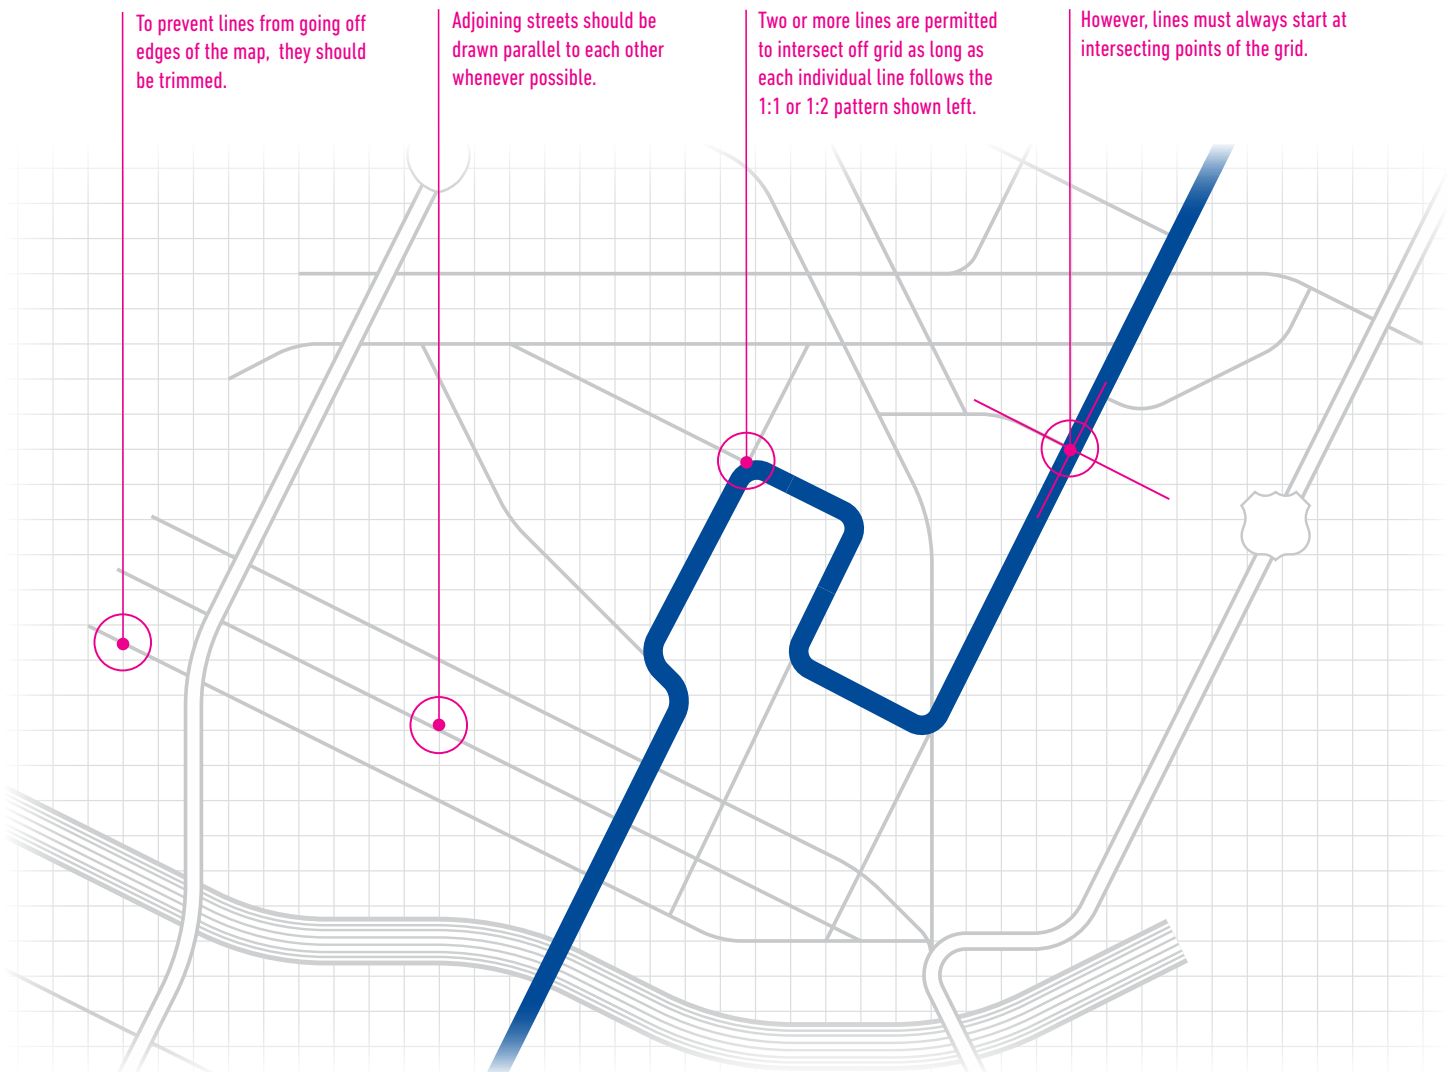 To prevent lines from going off
edges of the map,  they should
be trimmed.
Adjoining streets should be
drawn parallel to each other
whenever possible.
Two or more lines are permitted
to intersect off grid as long as
each individual line follows the
1:1 or 1:2 pattern shown left.
However, lines must always start at
intersecting points of the grid.